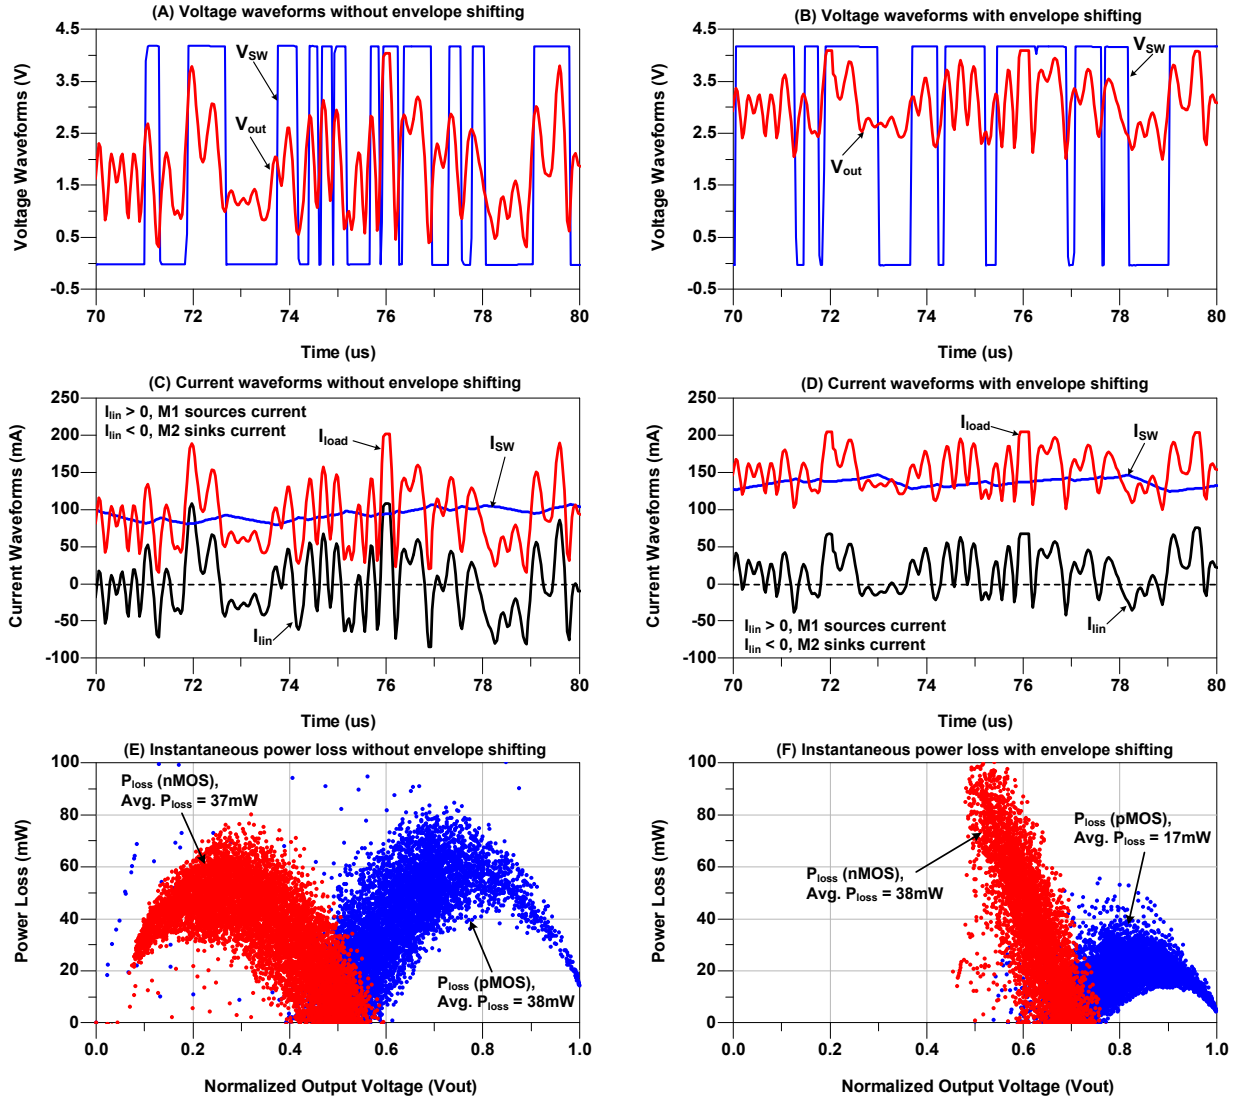 (A) Voltage waveforms without envelope shifting
4.5
3.5
2.5
1.5
0.5
-0.5
Voltage Waveforms (V)
VSW
Vout
70
72
74
76
78
80
Time (us)
(B) Voltage waveforms with envelope shifting
4.5
3.5
2.5
1.5
0.5
-0.5
Voltage Waveforms (V)
VSW
Vout
70
72
74
76
78
80
Time (us)
(C) Current waveforms without envelope shifting
250
200
150
100
50
0
-50
-100
Current Waveforms (mA)
Ilin > 0, M1 sources current
Ilin < 0, M2 sinks current
Iload
ISW
Ilin
70
72
74
76
78
80
Time (us)
(D) Current waveforms with envelope shifting
250
200
150
100
50
0
-50
-100
Current Waveforms (mA)
Iload
ISW
Ilin > 0, M1 sources current
Ilin < 0, M2 sinks current
Ilin
70
72
74
76
78
80
Time (us)
(E) Instantaneous power loss without envelope shifting
100
80
60
40
20
0
Power Loss (mW)
Ploss (nMOS),
Avg. Ploss = 37mW
Ploss (pMOS),
Avg. Ploss = 38mW
0.0
0.2
0.4
0.6
0.8
1.0
Normalized Output Voltage (Vout)
(F) Instantaneous power loss with envelope shifting
100
80
60
40
20
0
Power Loss (mW)
Ploss (pMOS),
Avg. Ploss = 17mW
Ploss (nMOS),
Avg. Ploss = 38mW
0.0
0.2
0.4
0.6
0.8
1.0
Normalized Output Voltage (Vout)